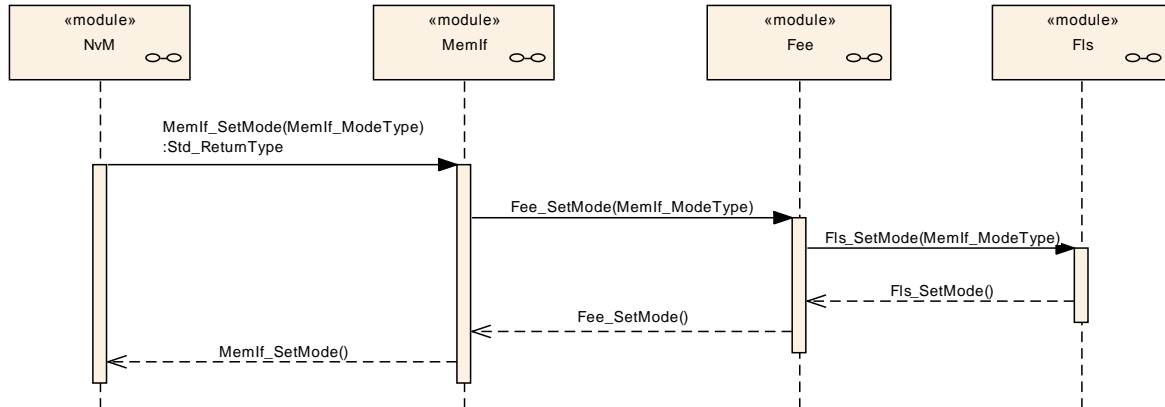 «module»
NvM
«module»
MemIf
«module»
Fee
«module»
Fls
MemIf_SetMode(MemIf_ModeType)
:Std_ReturnType
Fee_SetMode(MemIf_ModeType)
Fls_SetMode(MemIf_ModeType)
Fls_SetMode()
Fee_SetMode()
MemIf_SetMode()